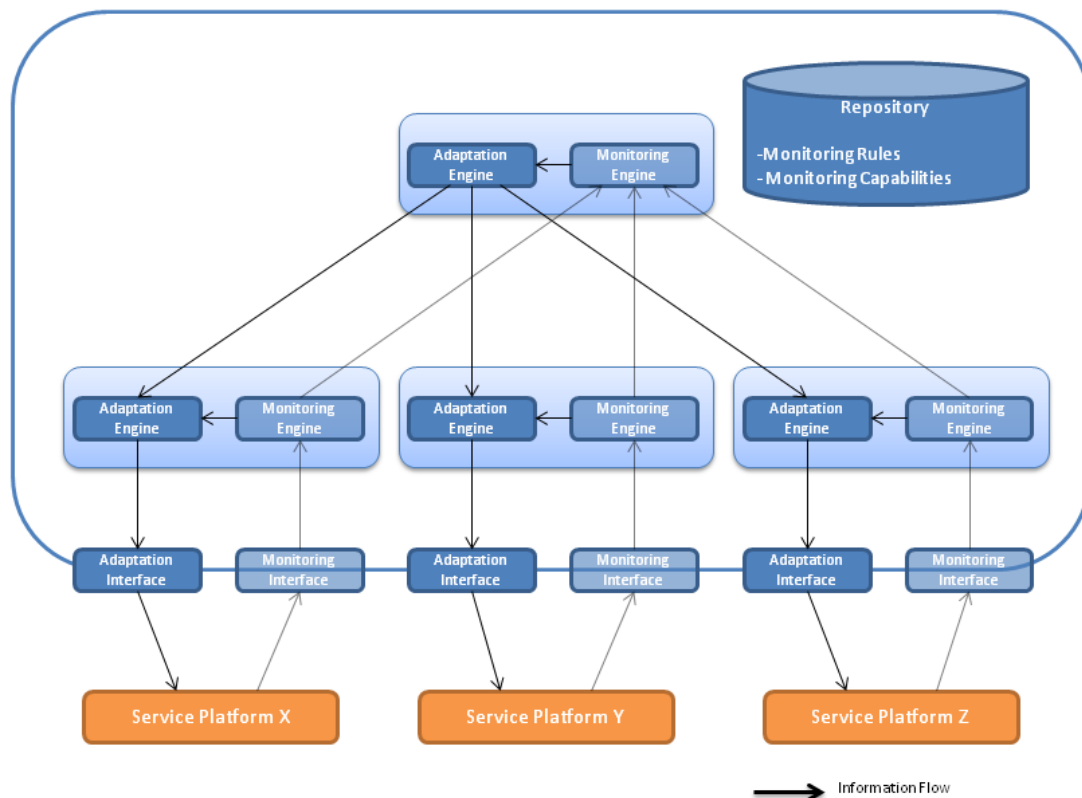 Repository
-Monitoring Rules
- Monitoring Capabilities
Adaptation
Engine
Monitoring
Engine
Adaptation
Engine
Monitoring
Engine
Adaptation
Engine
Monitoring
Engine
Adaptation
Engine
Monitoring
Engine
Adaptation
Interface
Monitoring
Interface
Adaptation
Interface
Monitoring
Interface
Adaptation
Interface
Monitoring
Interface
Service Platform X
Service Platform Y
Service Platform Z
Information Flow